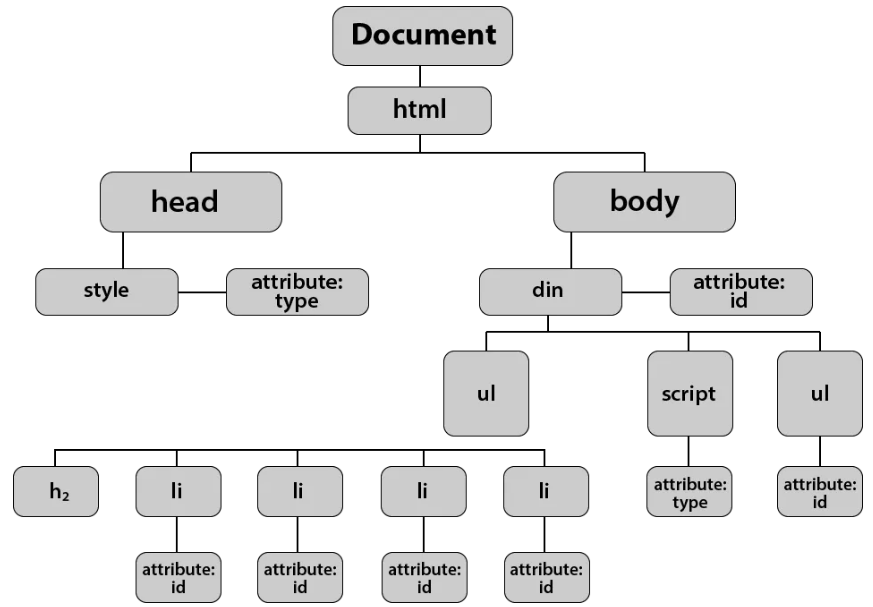 Document
html
head
body
style
attribute:
type
din
attribute:
id
ul
script
ul
h₂
li
li
li
li
attribute:
type
attribute:
id
attribute:
id
attribute:
id
attribute:
id
attribute:
id